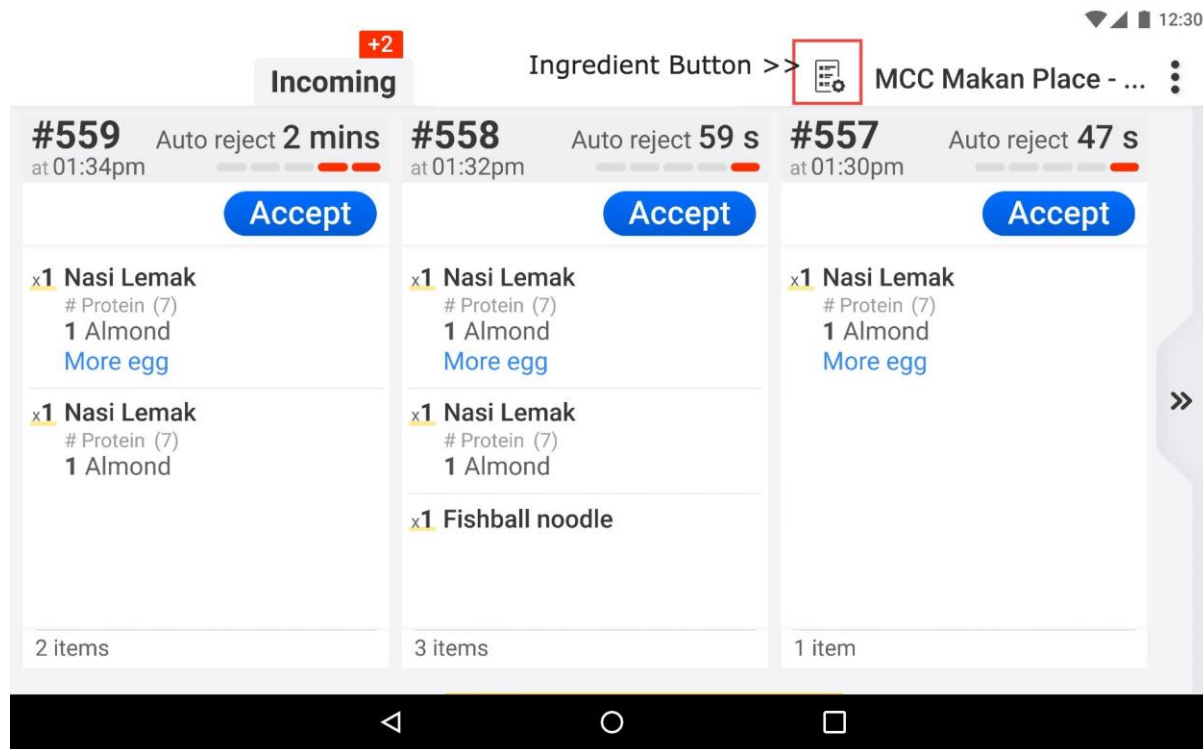 12:30
+2
Incoming
Ingredient Button >>
MCC Makan Place - ...
#559 Auto reject 2 mins
at 01:34pm
Accept
x1 Nasi Lemak
# Protein (7)
1 Almond
More egg
x1 Nasi Lemak
# Protein (7)
1 Almond
2 items
#558 Auto reject 59 s
at 01:32pm
Accept
x1 Nasi Lemak
# Protein (7)
1 Almond
More egg
x1 Nasi Lemak
# Protein (7)
1 Almond
x1 Fishball noodle
3 items
#557 Auto reject 47 s
at 01:30pm
Accept
x1 Nasi Lemak
# Protein (7)
1 Almond
More egg
1 item
»